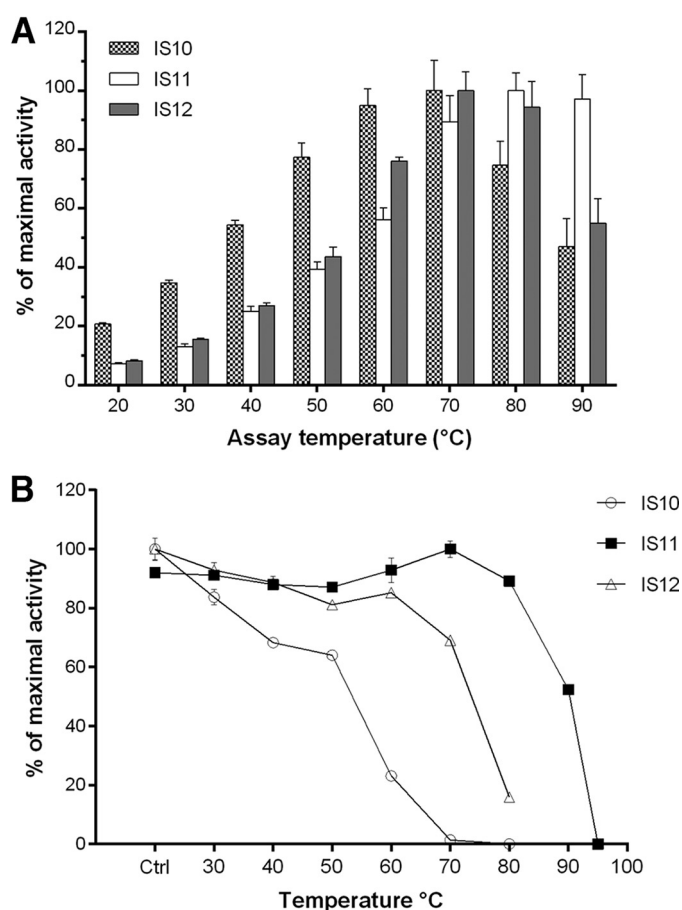 A
IS10
IS11
IS12
120
100
80
60
40
20
0
% of maximal activity
20 30 40 50 60 70 80 90
Assay temperature (°C)
B
IS10
IS11
IS12
120
100
80
60
40
20
0
% of maximal activity
Ctrl 30 40 50 60 70 80 90 100
Temperature °C